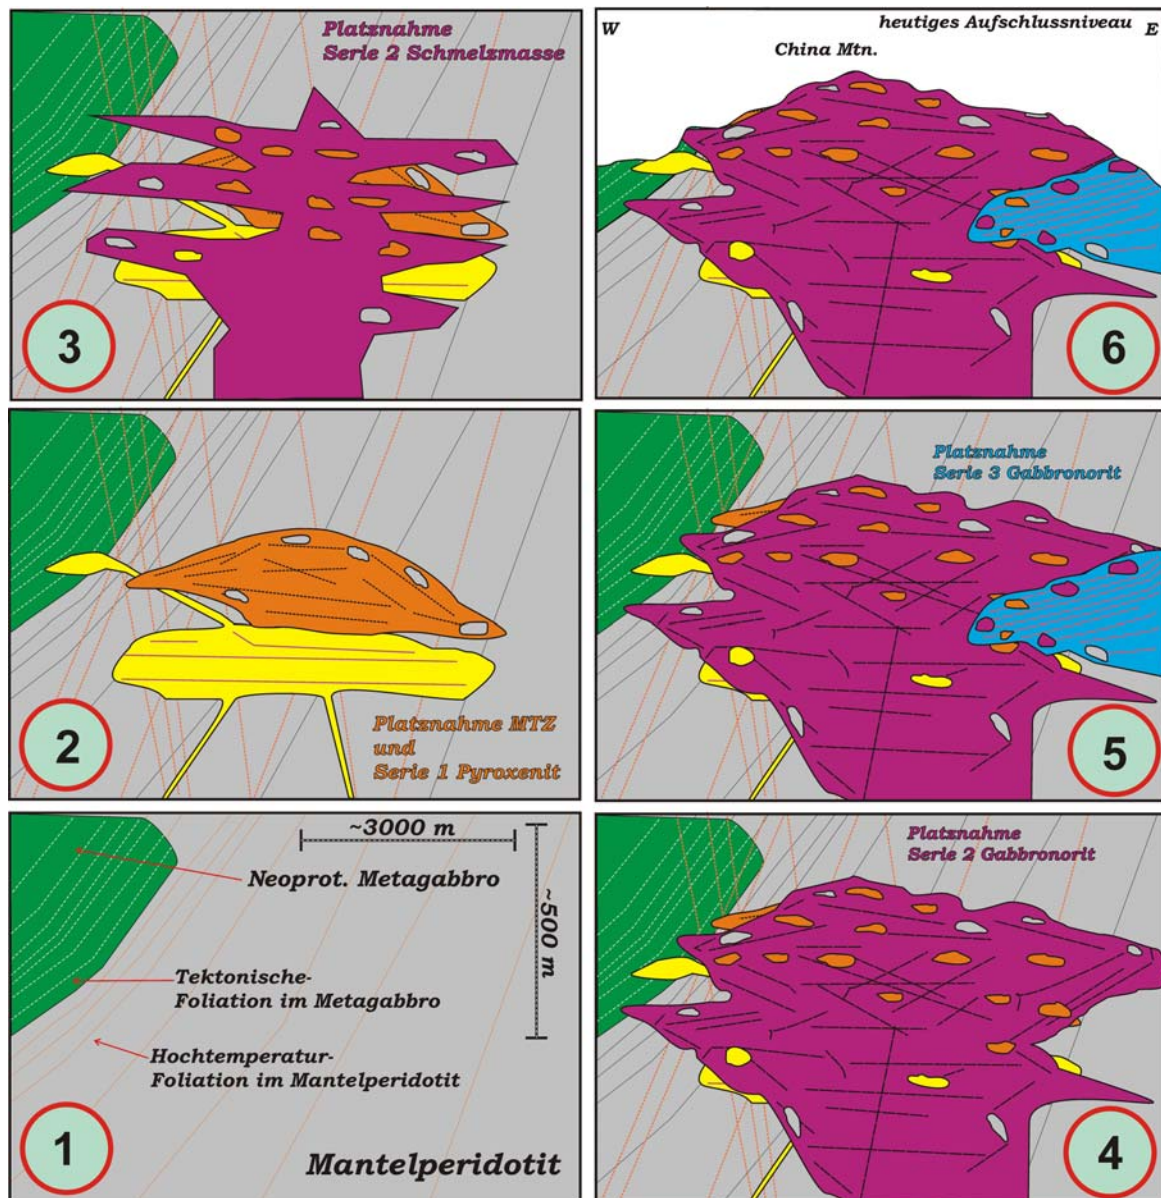 Platznahme
Serie 2 Schmelzmasse
3
W
heutiges Aufschlussniveau
E
China Mtn.
6
Platznahme MTZ
und
Serie 1 Pyroxenit
2
Platznahme
Serie 3 Gabbronorit
5
~3000 m
~500 m
Neoprot. Metagabbro
Tektonische-
Foliation im Metagabbro
Hochtemperatur-
Foliation im Mantelperidotit
1
Mantelperidotit
Platznahme
Serie 2 Gabbronorit
4